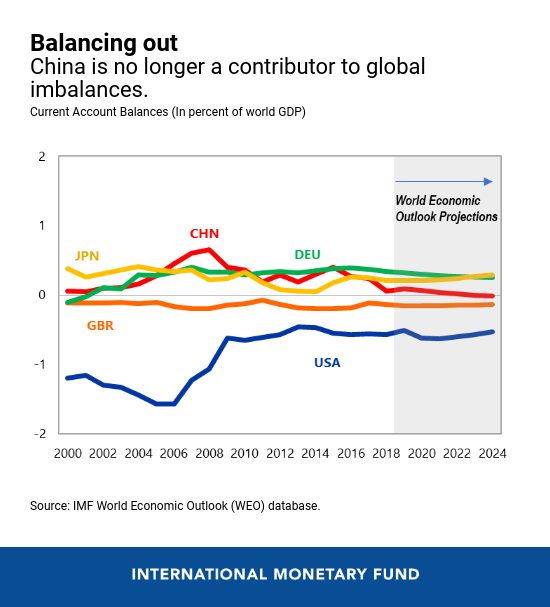 Balancing out
China is no longer a contributor to global
imbalances.
Current Account Balances (In percent of world GDP)
2
World Economic
Outlook Projections
1
CHN
JPN
DEU
0
GBR
-1
USA
-2
2000 2002 2004 2006 2008 2010 2012 2014 2016 2018 2020 2022 2024
Source: IMF World Economic Outlook (WEO) database.
INTERNATIONAL MONETARY FUND